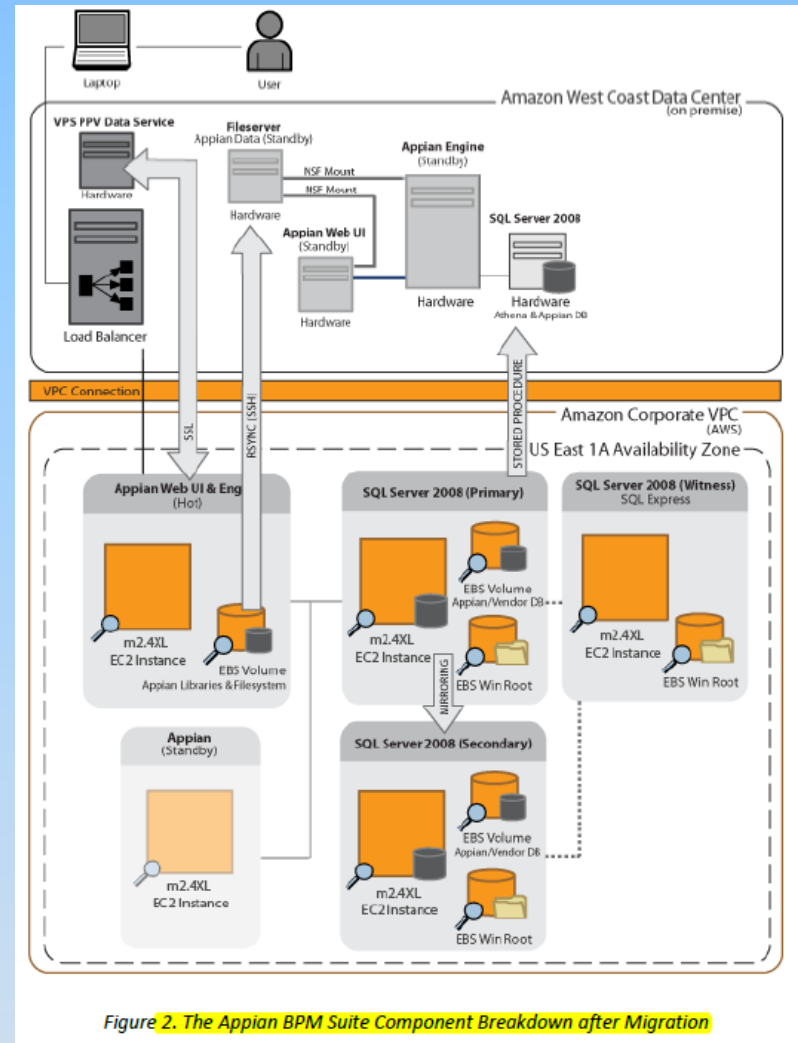 Laptop
User
Amazon West Coast Data Center
(on premise)
VPS PPV Data Service
Hardware
Load Balancer
Fileserver
Appian Data (Standby)
Hardware
NSF Mount
NSF Mount
Appian Web UI
(Standby)
Hardware
Appian Engine
(Standby)
Hardware
SQL Server 2008
Hardware
Athena & Appian DB
VPC Connection
SSL
RSYNC (SSH)
STORED PROCEDURE
Amazon Corporate VPC
(AWS)
US East 1A Availability Zone
Appian Web UI & Eng
(Hot)
m2.4XL
EC2 Instance
EBS Volume
Appian Libraries & Filesystem
SQL Server 2008 (Primary)
m2.4XL
EC2 Instance
EBS Volume
Appian/Vendor DB
EBS Win Root
SQL Server 2008 (Witness)
SQL Express
m2.4XL
EC2 Instance
EBS Win Root
MIRRORING
Appian
(Standby)
m2.4XL
EC2 Instance
SQL Server 2008 (Secondary)
m2.4XL
EC2 Instance
EBS Volume
Appian/Vendor DB
EBS Win Root
Figure 2. The Appian BPM Suite Component Breakdown after Migration